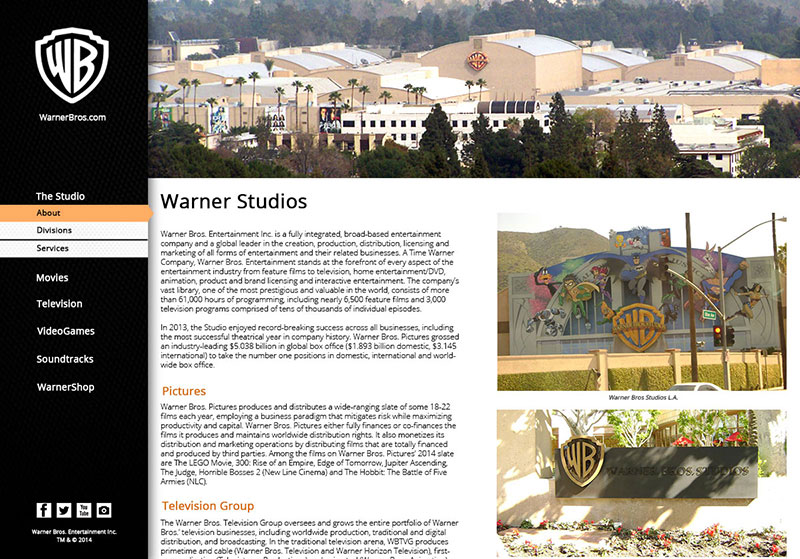 WB
WarnerBros.com
The Studio
About
Divisions
Services
Movies
Television
VideoGames
Soundtracks
WarnerShop
You
Tube
Warner Bros. Entertainment Inc.
TM & © 2014
Warner Studios
Warner Bros. Entertainment Inc. is a fully integrated, broad-based entertainment
company and a global leader in the creation, production, distribution, licensing and
marketing of all forms of entertainment and their related businesses. A Time Warner
Company, Warner Bros. Entertainment stands at the forefront of every aspect of the
entertainment industry from feature films to television, home entertainment/DVD,
animation, product and brand licensing and interactive entertainment. The company's
vast library, one of the most prestigious and valuable in the world, consists of more
than 61,000 hours of programming, including nearly 6,500 feature films and 3,000
television programs comprised of tens of thousands of individual episodes.
In 2013, the Studio enjoyed record-breaking success across all businesses, including
the most successful theatrical year in company history. Warner Bros. Pictures grossed
an industry-leading $5.038 billion in global box office ($1.893 billion domestic, $3.145
international) to take the number one positions in domestic, international and world-
wide box office.
Pictures
Warner Bros. Pictures produces and distributes a wide-ranging slate of some 18-22
films each year, employing a business paradigm that mitigates risk while maximizing
productivity and capital. Warner Bros. Pictures either fully finances or co-finances the
films it produces and maintains worldwide distribution rights. It also monetizes its
distribution and marketing operations by distributing films that are totally financed
and produced by third parties. Among the films on Warner Bros. Pictures' 2014 slate
are The LEGO Movie, 300: Rise of an Empire, Edge of Tomorrow, Jupiter Ascending,
The Judge, Horrible Bosses 2 (New Line Cinema) and The Hobbit: The Battle of Five
Armies (NLC).
Television Group
The Warner Bros. Television Group oversees and grows the entire portfolio of Warner
Bros.' television businesses, including worldwide production, traditional and digital
distribution, and broadcasting. In the traditional television arena, WBTVG produces
primetime and cable (Warner Bros. Television and Warner Horizon Television), first-
WARNER BROS
Warner Bros Studios L.A.
WB
WARNER BROS. STUDIOS